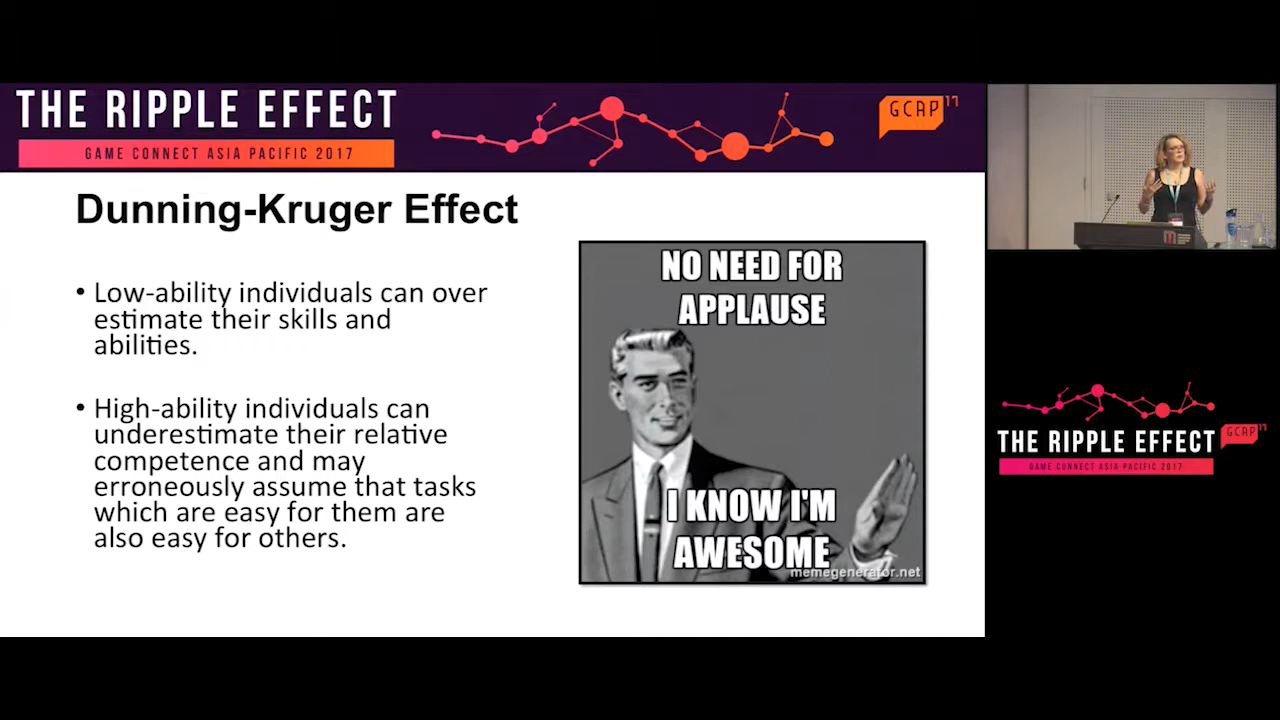 THE RIPPLE EFFECT
GAME CONNECT ASIA PACIFIC 2017
GCAP 17
Dunning-Kruger Effect
• Low-ability individuals can over
estimate their skills and
abilities.
• High-ability individuals can
underestimate their relative
competence and may
erroneously assume that tasks
which are easy for them are
also easy for others.
NO NEED FOR
APPLAUSE
I KNOW I'M
AWESOME
memegenerator.net
THE RIPPLE EFFECT
GCAP 17
GAME CONNECT ASIA PACIFIC 2017